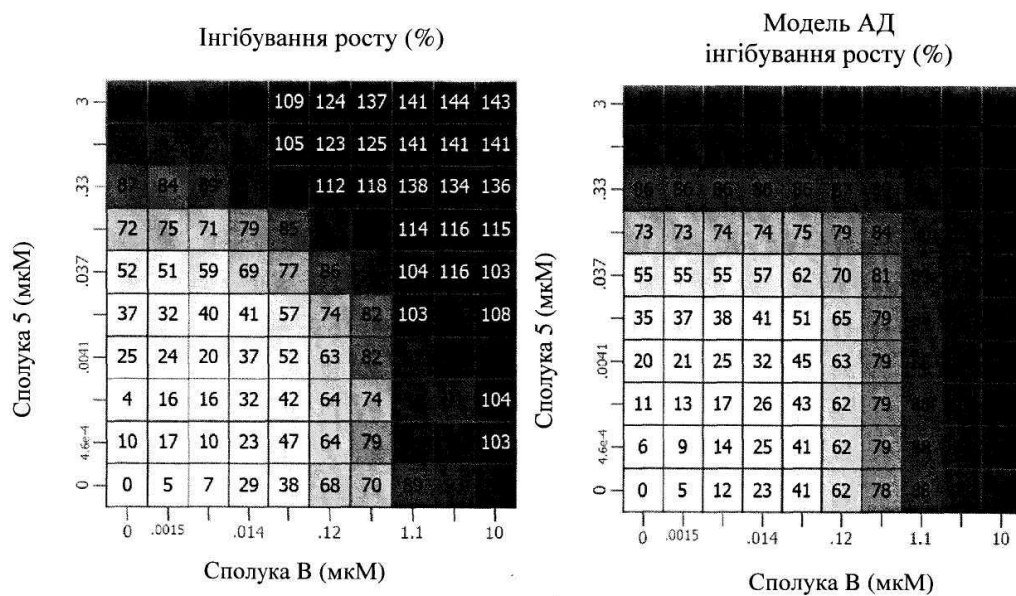 Інгібування росту (%)
Модель АД
інгібування росту (%)
Сполука 5 (мкМ)
3
109 124 137 141 144 143
105 123 125 141 141 141
.33 87 84 89 112 118 138 134 136
72 75 71 79 85 114 116 115
.037 52 51 59 69 77 86 104 116 103
37 32 40 41 57 74 82 103 108
.0041 25 24 20 37 52 63 82
4 16 16 32 42 64 74 104
4.6e-4 10 17 10 23 47 64 79 103
0 0 5 7 29 38 68 70
0 .0015 .014 .12 1.1 10
Сполука В (мкМ)
Сполука 5 (мкМ)
3
.33 86 86 86 86 86 87
73 73 74 74 75 79 84
.037 55 55 55 57 62 70 81
35 37 38 41 51 65 79
.0041 20 21 25 32 45 63 79
11 13 17 26 43 62 79
4.6e-4 6 9 14 25 41 62 79
0 0 5 12 23 41 62 78
0 .0015 .014 .12 1.1 10
Сполука В (мкМ)